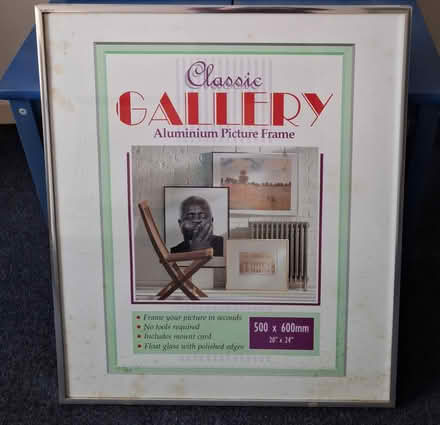 Classic
GALLERY
Aluminium Picture Frame
• Frame your picture in seconds
• No tools required
• Includes mount card
• Float glass with polished edges
500 x 600mm
20" x 24"